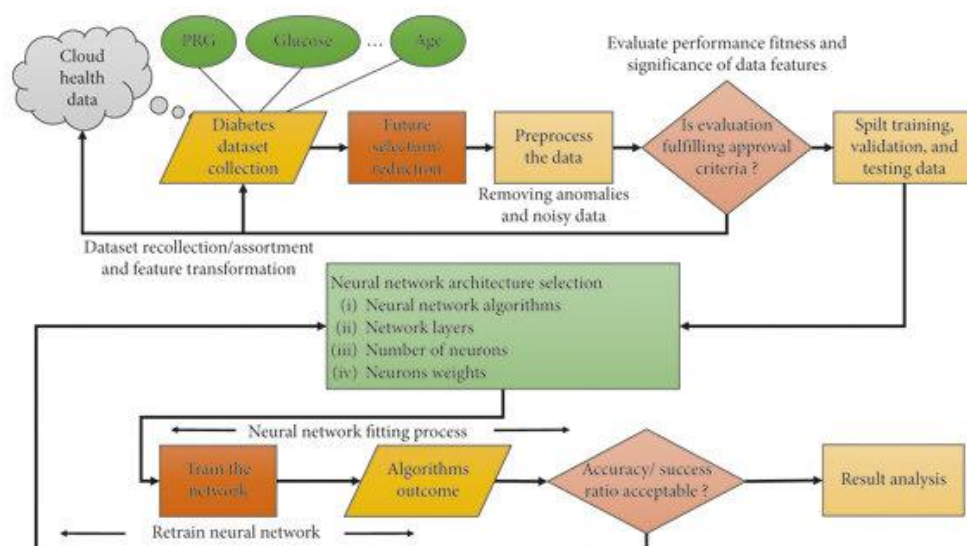 PRG
Glucose
...
Age
Cloud
health
data
Diabetes
dataset
collection
Future
selection/
reduction
Preprocess
the data
Removing anomalies
and noisy data
Evaluate performance fitness and
significance of data features
Is evaluation
fulfilling approval
criteria ?
Spilt training,
validation, and
testing data
Dataset recollection/assortment
and feature transformation
Neural network architecture selection
(i) Neural network algorithms
(ii) Network layers
(iii) Number of neurons
(iv) Neurons weights
Neural network fitting process
Train the
network
Algorithms
outcome
Accuracy/ success
ratio acceptable ?
Result analysis
Retrain neural network